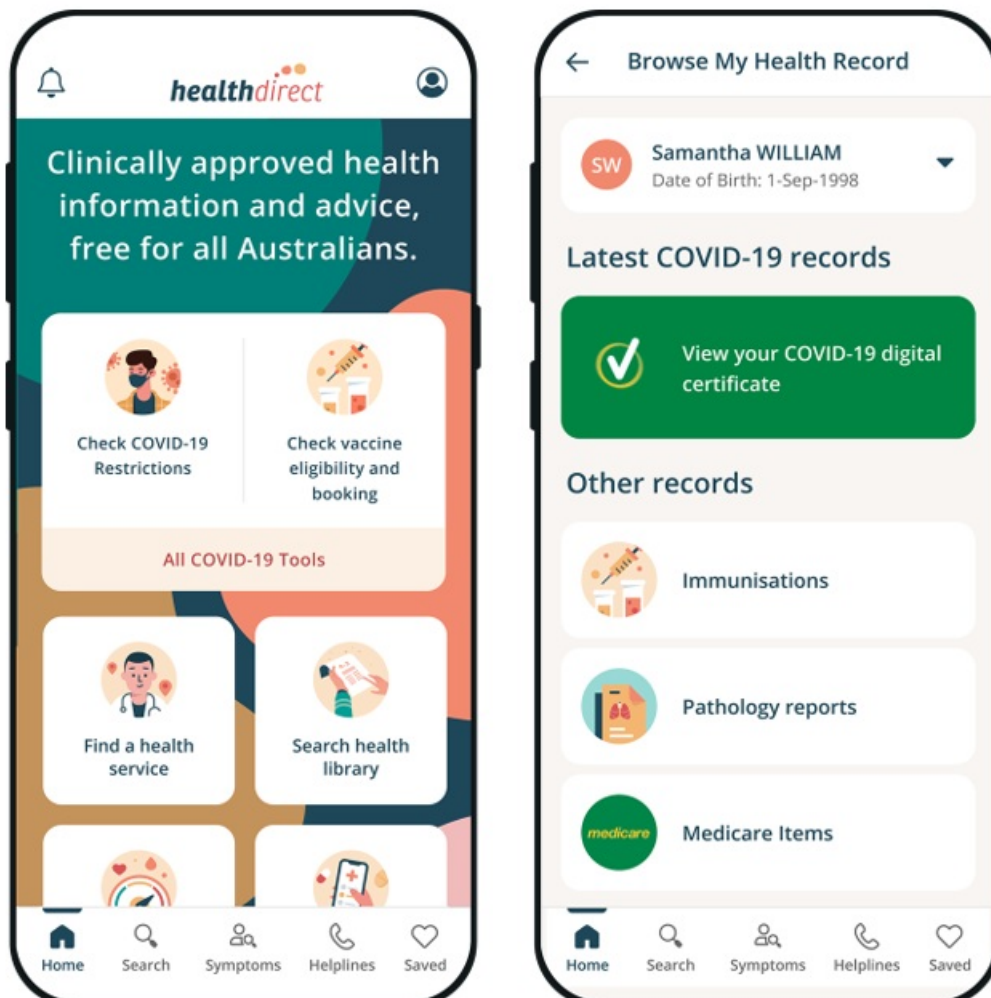 healthdirect
Clinically approved health
information and advice,
free for all Australians.
Check COVID-19
Restrictions
Check vaccine
eligibility and
booking
All COVID-19 Tools
Find a health
service
Search health
library
Home
Search
Symptoms
Helplines
Saved
Browse My Health Record
SW
Samantha WILLIAM
Date of Birth: 1-Sep-1998
Latest COVID-19 records
View your COVID-19 digital
certificate
Other records
Immunisations
Pathology reports
medicare
Medicare Items
Home
Search
Symptoms
Helplines
Saved